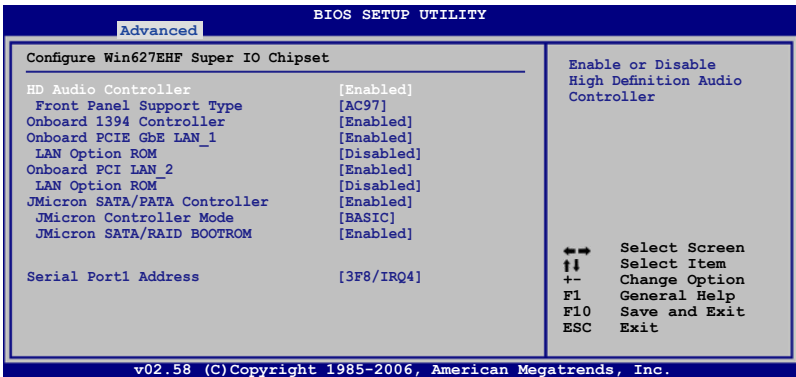 BIOS SETUP UTILITY
Advanced
Configure Win627EHF Super IO Chipset
HD Audio Controller [Enabled]
Front Panel Support Type [AC97]
Onboard 1394 Controller [Enabled]
Onboard PCIE GbE LAN_1 [Enabled]
LAN Option ROM [Disabled]
Onboard PCI LAN_2 [Enabled]
LAN Option ROM [Disabled]
JMicron SATA/PATA Controller [Enabled]
JMicron Controller Mode [BASIC]
JMicron SATA/RAID BOOTROM [Enabled]
Serial Port1 Address [3F8/IRQ4]
Enable or Disable
High Definition Audio
Controller
←→ Select Screen
↑↓ Select Item
+- Change Option
F1 General Help
F10 Save and Exit
ESC Exit
v02.58 (C)Copyright 1985-2006, American Megatrends, Inc.